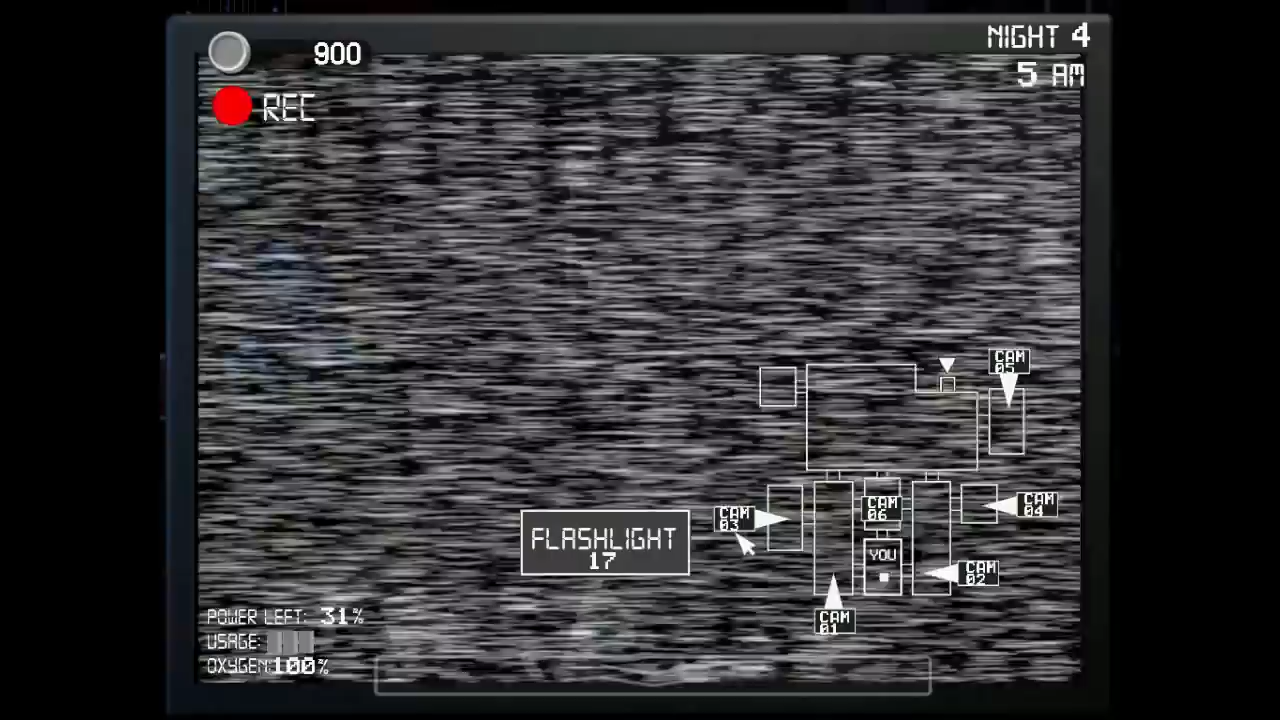 900
NIGHT 4
5 AM
REC
CAM
05
CAM
03
CAM
06
CAM
04
FLASHLIGHT
17
YOU
CAM
02
CAM
01
POWER LEFT: 31%
USAGE:
OXYGEN:100%